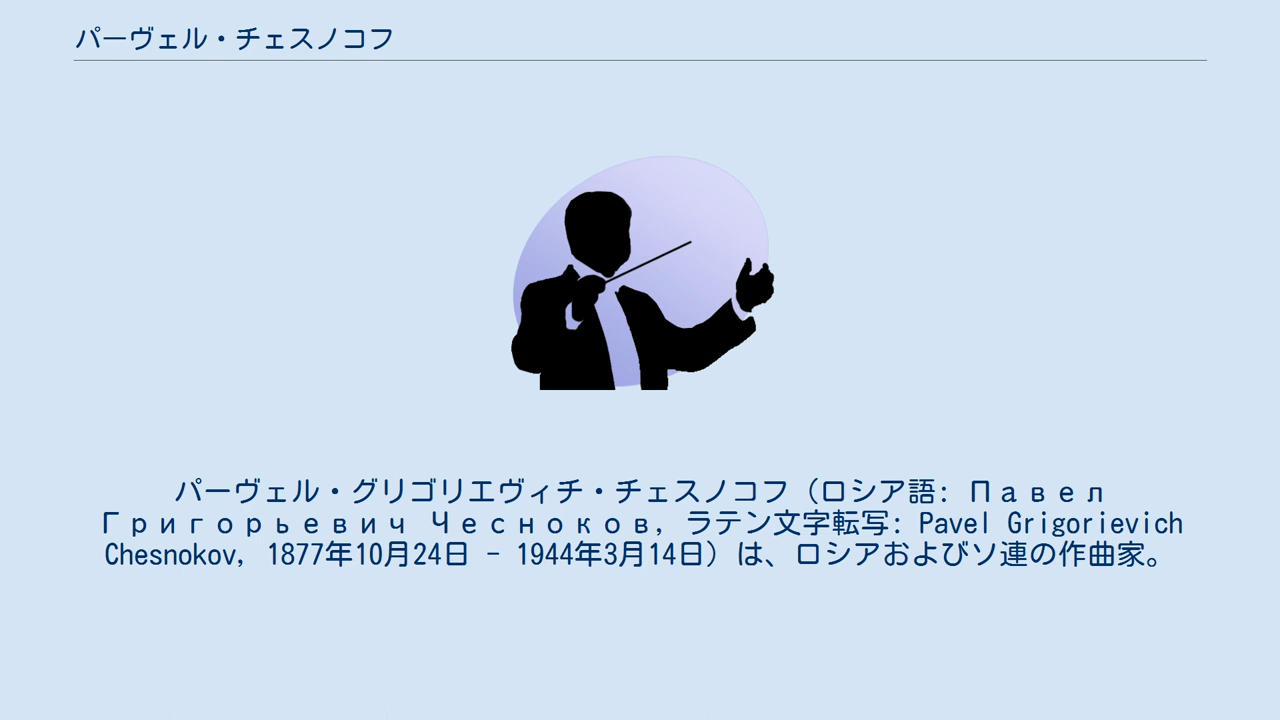 パーヴェル・チェスノコフ
パーヴェル・グリゴリエヴィチ・チェスノコフ（ロシア語: Павел
Григорьевич Чесноков, ラテン文字転写: Pavel Grigorievich
Chesnokov, 1877年10月24日 - 1944年3月14日）は、ロシアおよびソ連の作曲家。